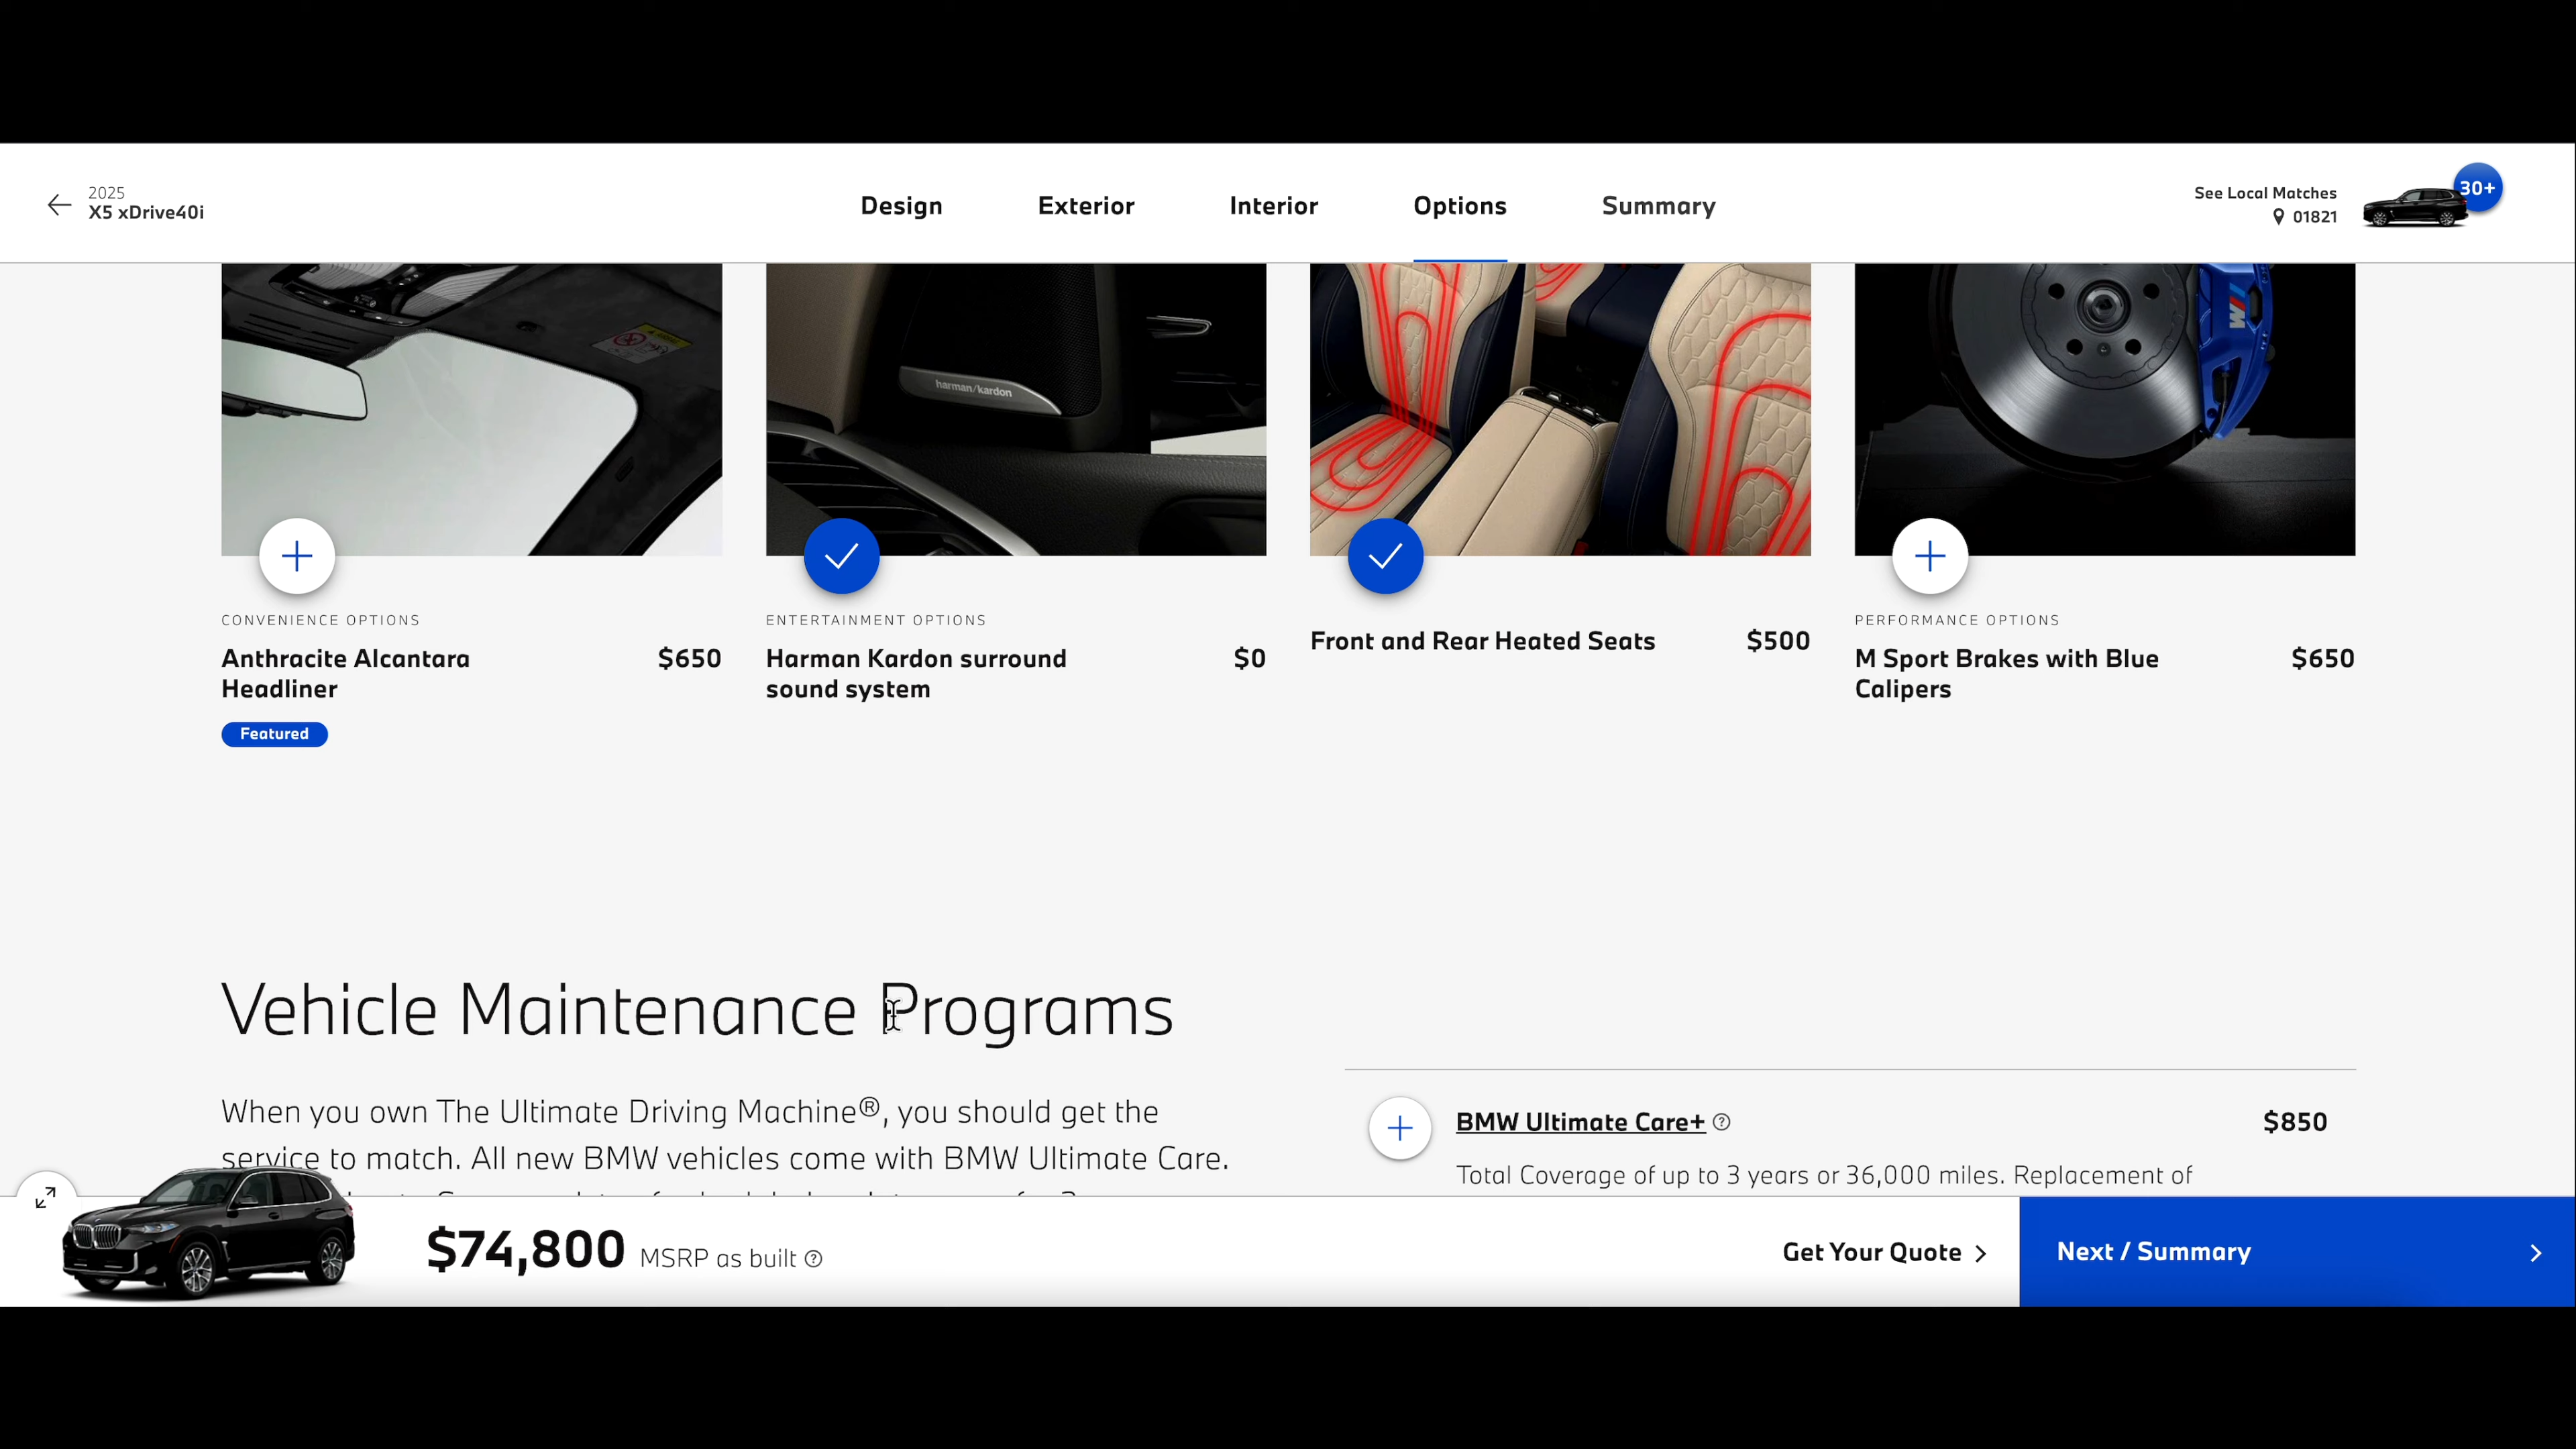 2025
X5 xDrive40i
Design
Exterior
Interior
Options
Summary
See Local Matches
01821
30+
harman/kardon
CONVENIENCE OPTIONS
Anthracite Alcantara
Headliner
$650
Featured
ENTERTAINMENT OPTIONS
Harman Kardon surround
sound system
$0
Front and Rear Heated Seats
$500
PERFORMANCE OPTIONS
M Sport Brakes with Blue
Calipers
$650
Vehicle Maintenance Programs
When you own The Ultimate Driving Machine®, you should get the
service to match. All new BMW vehicles come with BMW Ultimate Care.
BMW Ultimate Care+
$850
Total Coverage of up to 3 years or 36,000 miles. Replacement of
$74,800 MSRP as built
Get Your Quote
Next / Summary